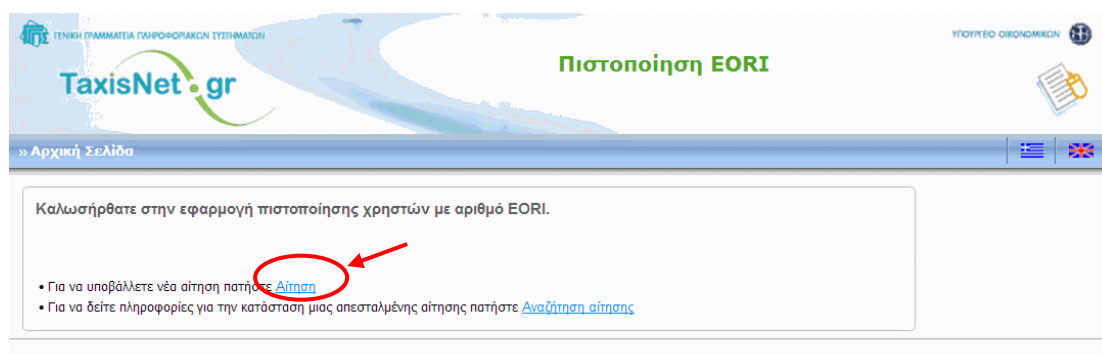 ΓΕΝΙΚΗ ΓΡΑΜΜΑΤΕΙΑ ΠΛΗΡΟΦΟΡΙΑΚΩΝ ΣΥΣΤΗΜΑΤΩΝ
ΥΠΟΥΡΓΕΙΟ ΟΙΚΟΝΟΜΙΚΩΝ
TaxisNet.gr
Πιστοποίηση EORI
» Αρχική Σελίδα
Καλωσήρθατε στην εφαρμογή πιστοποίησης χρηστών με αριθμό EORI.
• Για να υποβάλλετε νέα αίτηση πατήστε Αίτηση
• Για να δείτε πληροφορίες για την κατάσταση μιας απεσταλμένης αίτησης πατήστε Αναζήτηση αίτησης